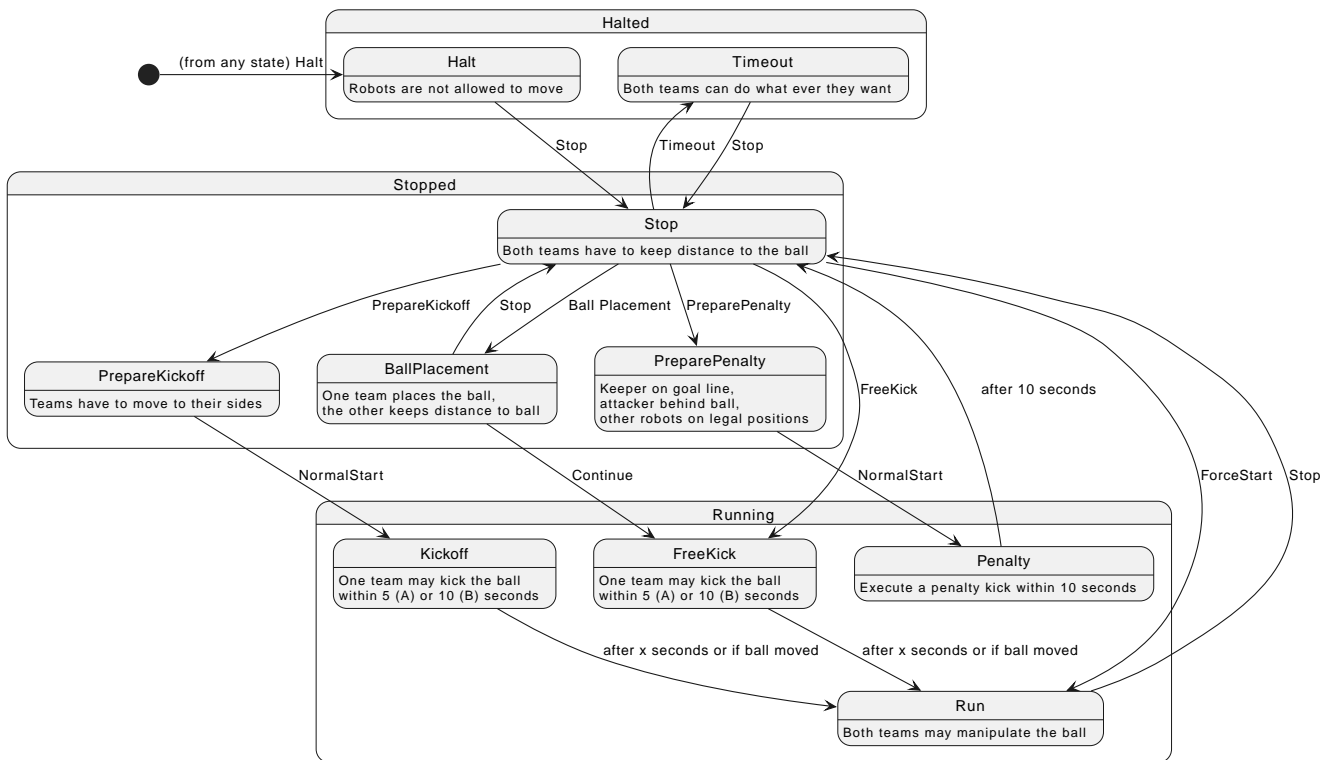 Halted
(from any state) Halt
Halt
Robots are not allowed to move
Timeout
Both teams can do what ever they want
Stop
Timeout
Stop
Stopped
Stop
Both teams have to keep distance to the ball
PrepareKickoff
Stop
Ball Placement
PreparePenalty
PrepareKickoff
Teams have to move to their sides
BallPlacement
One team places the ball,
the other keeps distance to ball
PreparePenalty
Keeper on goal line,
attacker behind ball,
other robots on legal positions
FreeKick
after 10 seconds
NormalStart
Continue
NormalStart
ForceStart
Stop
Running
Kickoff
One team may kick the ball
within 5 (A) or 10 (B) seconds
FreeKick
One team may kick the ball
within 5 (A) or 10 (B) seconds
Penalty
Execute a penalty kick within 10 seconds
after x seconds or if ball moved
after x seconds or if ball moved
Run
Both teams may manipulate the ball